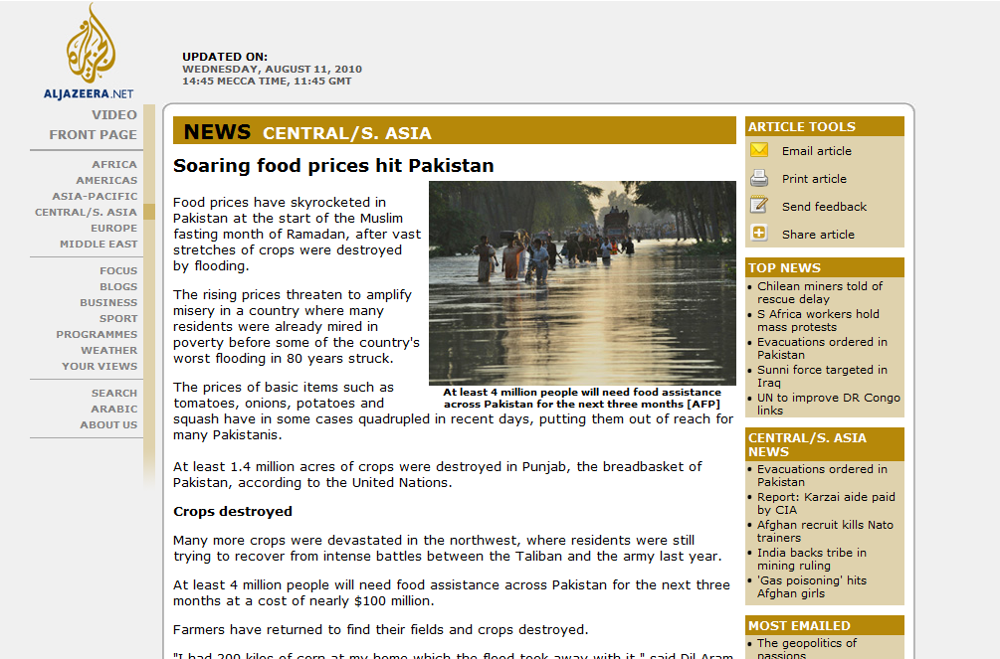 ALJAZEERA.NET
UPDATED ON:
WEDNESDAY, AUGUST 11, 2010
14:45 MECCA TIME, 11:45 GMT
VIDEO
FRONT PAGE
AFRICA
AMERICAS
ASIA-PACIFIC
CENTRAL/S. ASIA
EUROPE
MIDDLE EAST
FOCUS
BLOGS
BUSINESS
SPORT
PROGRAMMES
WEATHER
YOUR VIEWS
SEARCH
ARABIC
ABOUT US
NEWS CENTRAL/S. ASIA
Soaring food prices hit Pakistan
Food prices have skyrocketed in
Pakistan at the start of the Muslim
fasting month of Ramadan, after vast
stretches of crops were destroyed
by flooding.
The rising prices threaten to amplify
misery in a country where many
residents were already mired in
poverty before some of the country's
worst flooding in 80 years struck.
At least 4 million people will need food assistance
across Pakistan for the next three months [AFP]
The prices of basic items such as
tomatoes, onions, potatoes and
squash have in some cases quadrupled in recent days, putting them out of reach for
many Pakistanis.
At least 1.4 million acres of crops were destroyed in Punjab, the breadbasket of
Pakistan, according to the United Nations.
Crops destroyed
Many more crops were devastated in the northwest, where residents were still
trying to recover from intense battles between the Taliban and the army last year.
At least 4 million people will need food assistance across Pakistan for the next three
months at a cost of nearly $100 million.
Farmers have returned to find their fields and crops destroyed.
"I had 200 kilos of corn at my home which the flood took away with it," said Dil Aram
ARTICLE TOOLS
Email article
Print article
Send feedback
Share article
TOP NEWS
• Chilean miners told of
rescue delay
• S Africa workers hold
mass protests
• Evacuations ordered in
Pakistan
• Sunni force targeted in
Iraq
• UN to improve DR Congo
links
CENTRAL/S. ASIA
NEWS
• Evacuations ordered in
Pakistan
• Report: Karzai aide paid
by CIA
• Afghan recruit kills Nato
trainers
• India backs tribe in
mining ruling
• 'Gas poisoning' hits
Afghan girls
MOST EMAILED
• The geopolitics of
passions